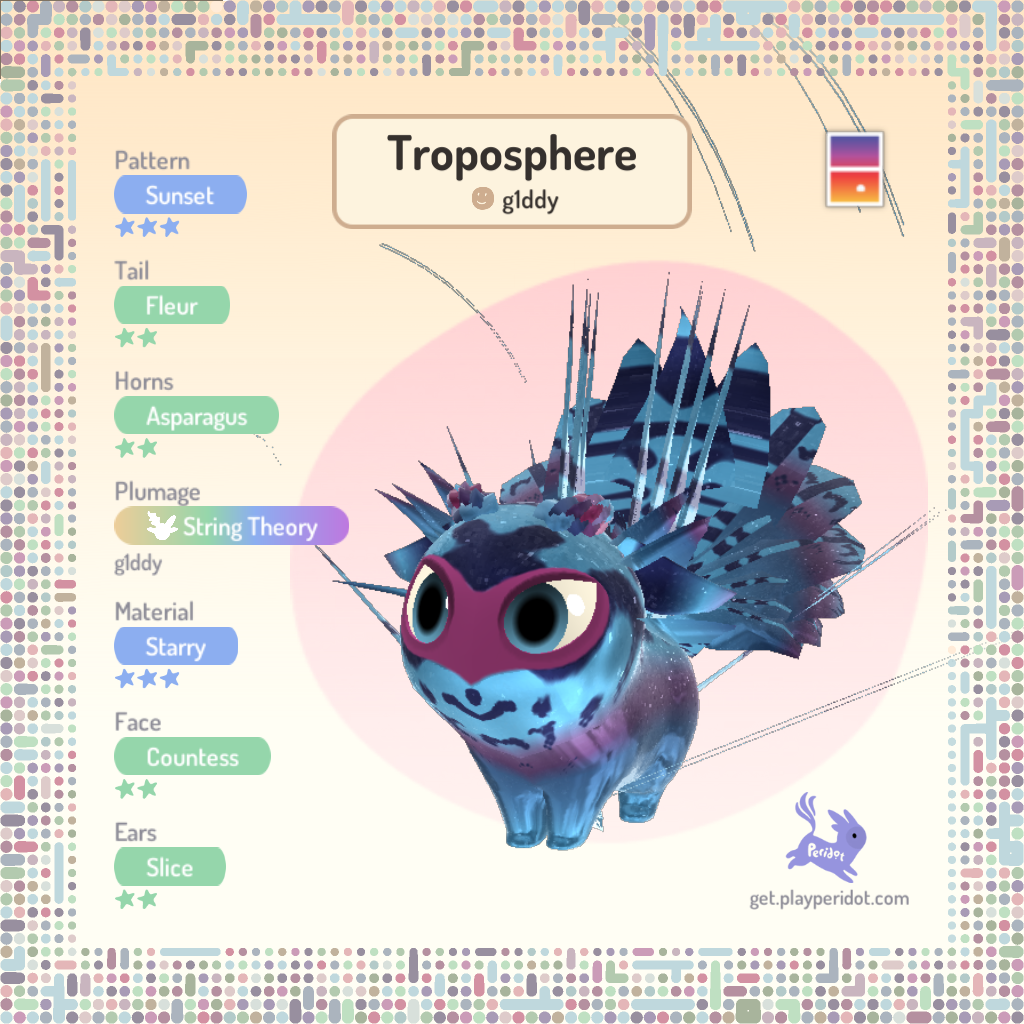 Troposphere
g1ddy
Pattern
Sunset
Tail
Fleur
Horns
Asparagus
Plumage
String Theory
g1ddy
Material
Starry
Face
Countess
Ears
Slice
Peridot
get.playperidot.com